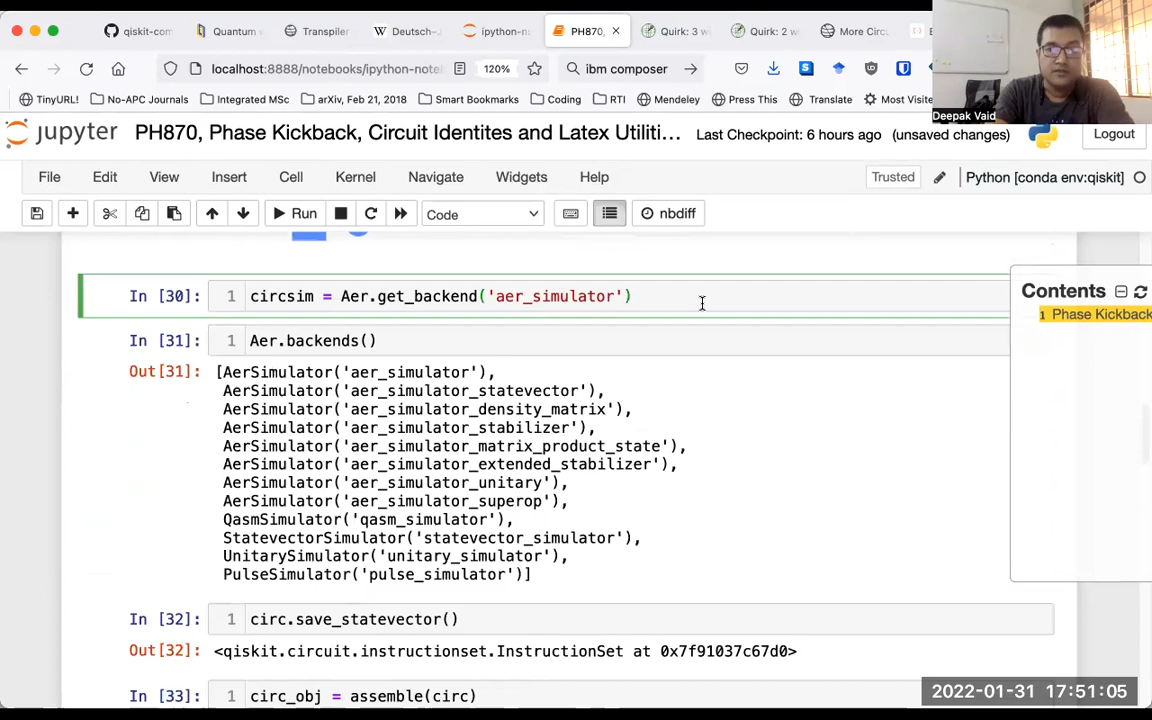 qiskit-com
Quantum
Transpiler
Deutsch-J
ipython-n
PH870,
Quirk: 3 w
Quirk: 2 w
More Circ
localhost:8888/notebooks/ipython-note
120%
ibm composer
TinyURL!
No-APC Journals
Integrated MSc
arXiv, Feb 21, 2018
Smart Bookmarks
Coding
RTI
Mendeley
Press This
Translate
Most Visite
Deepak Vaid
jupyter
PH870, Phase Kickback, Circuit Identites and Latex Utiliti...
Last Checkpoint: 6 hours ago
(unsaved changes)
Logout
File
Edit
View
Insert
Cell
Kernel
Navigate
Widgets
Help
Trusted
Python [conda env:qiskit]
Run
Code
nbdiff
In [30]: 1 circsim = Aer.get_backend('aer_simulator')
Contents
1 Phase Kickback
In [31]: 1 Aer.backends()
Out[31]: [AerSimulator('aer_simulator'),
AerSimulator('aer_simulator_statevector'),
AerSimulator('aer_simulator_density_matrix'),
AerSimulator('aer_simulator_stabilizer'),
AerSimulator('aer_simulator_matrix_product_state'),
AerSimulator('aer_simulator_extended_stabilizer'),
AerSimulator('aer_simulator_unitary'),
AerSimulator('aer_simulator_superop'),
QasmSimulator('qasm_simulator'),
StatevectorSimulator('statevector_simulator'),
UnitarySimulator('unitary_simulator'),
PulseSimulator('pulse_simulator')]
In [32]: 1 circ.save_statevector()
Out[32]: <qiskit.circuit.instructionset.InstructionSet at 0x7f91037c67d0>
In [33]: 1 circ_obj = assemble(circ)
2022-01-31 17:51:05